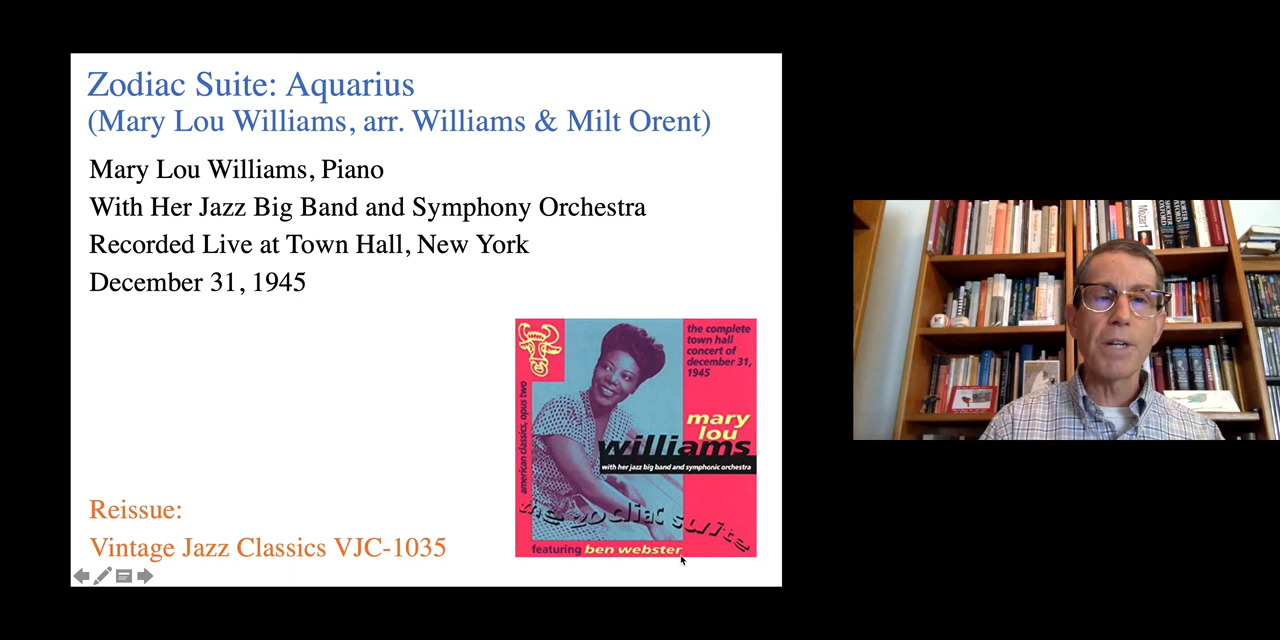 Zodiac Suite: Aquarius
(Mary Lou Williams, arr. Williams & Milt Orent)
Mary Lou Williams, Piano
With Her Jazz Big Band and Symphony Orchestra
Recorded Live at Town Hall, New York
December 31, 1945
the complete
town hall
concert of
december 31,
1945
american classics, opus two
mary
lou
williams
with her jazz big band and symphonic orchestra
the zodiac suite
featuring ben webster
Reissue:
Vintage Jazz Classics VJC-1035
Mozart
SHORTER
OXFORD